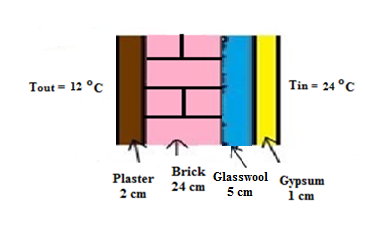 Tout = 12 °C
Tin = 24 °C
Plaster
2 cm
Brick
24 cm
Glasswool
5 cm
Gypsum
1 cm